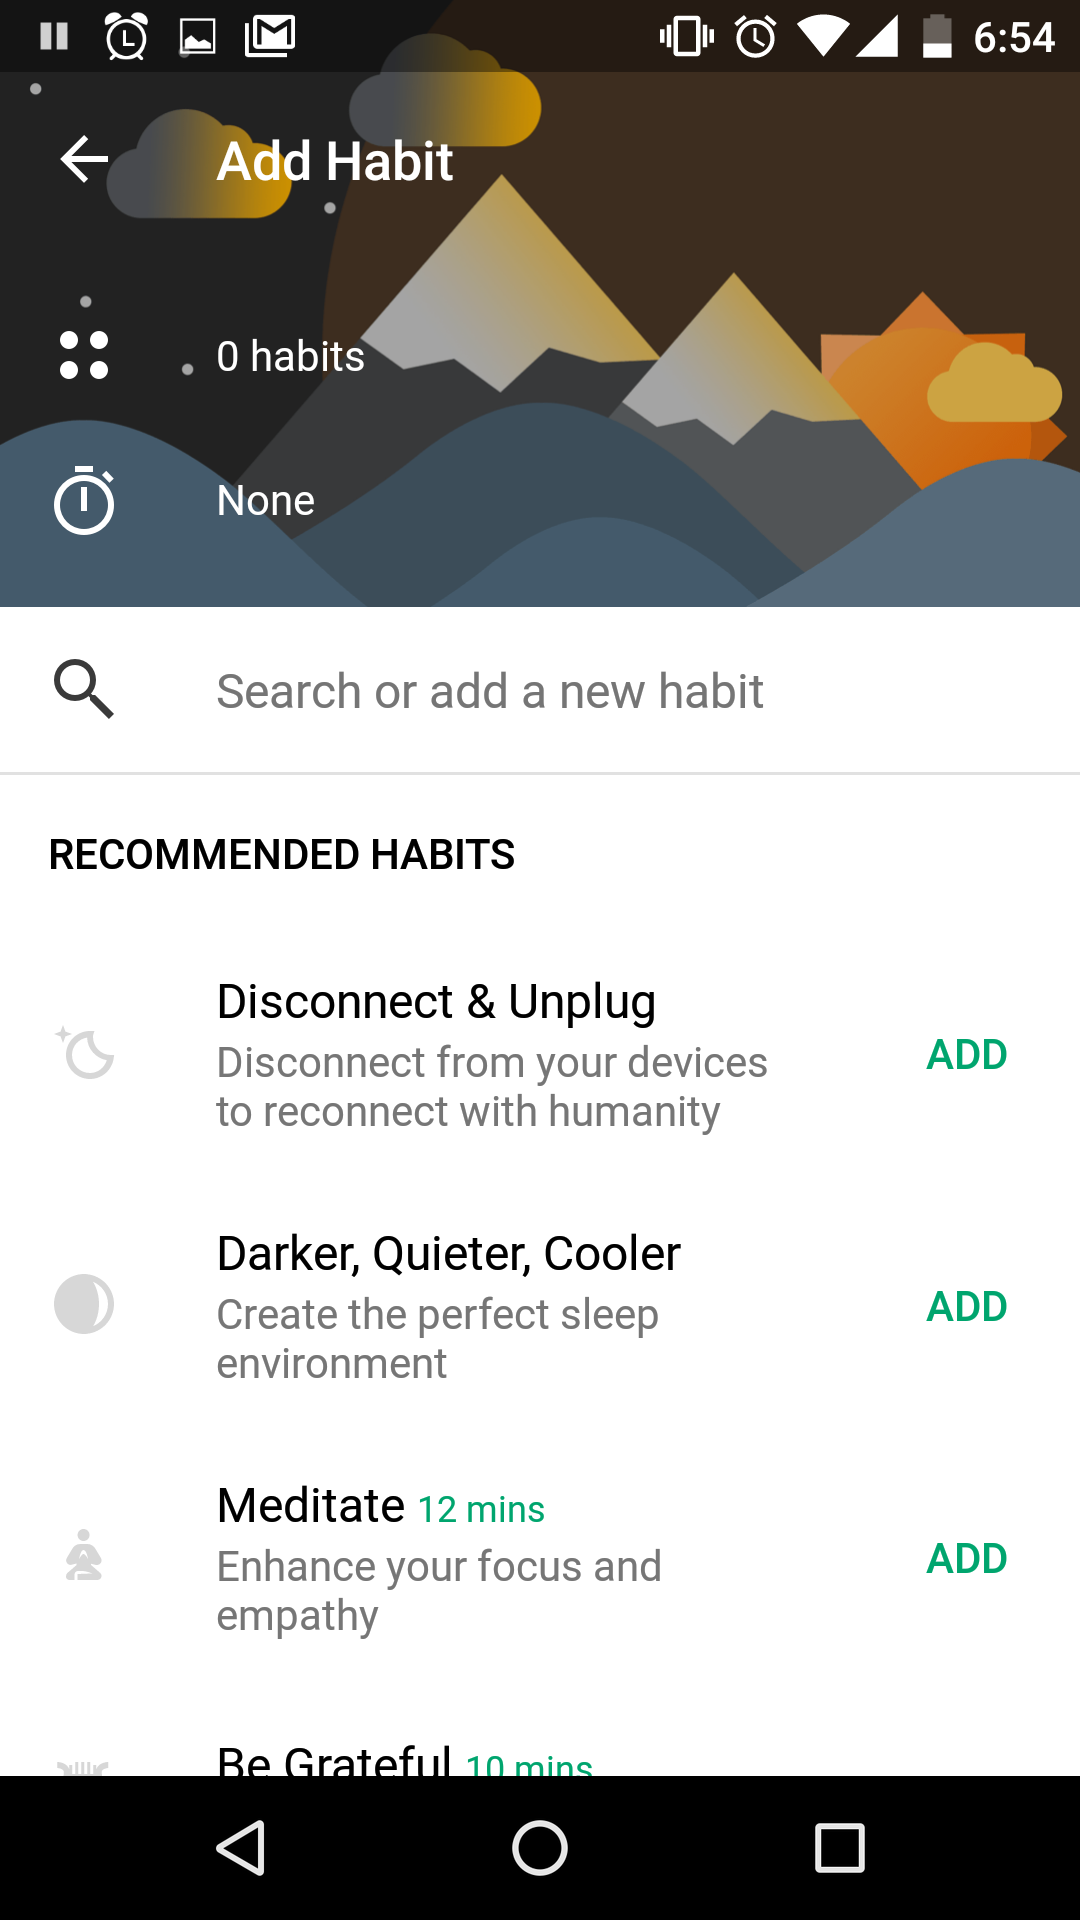 6:54
Add Habit
0 habits
None
Search or add a new habit
RECOMMENDED HABITS
Disconnect & Unplug
Disconnect from your devices
to reconnect with humanity
ADD
Darker, Quieter, Cooler
Create the perfect sleep
environment
ADD
Meditate 12 mins
Enhance your focus and
empathy
ADD
Be Grateful 10 mins